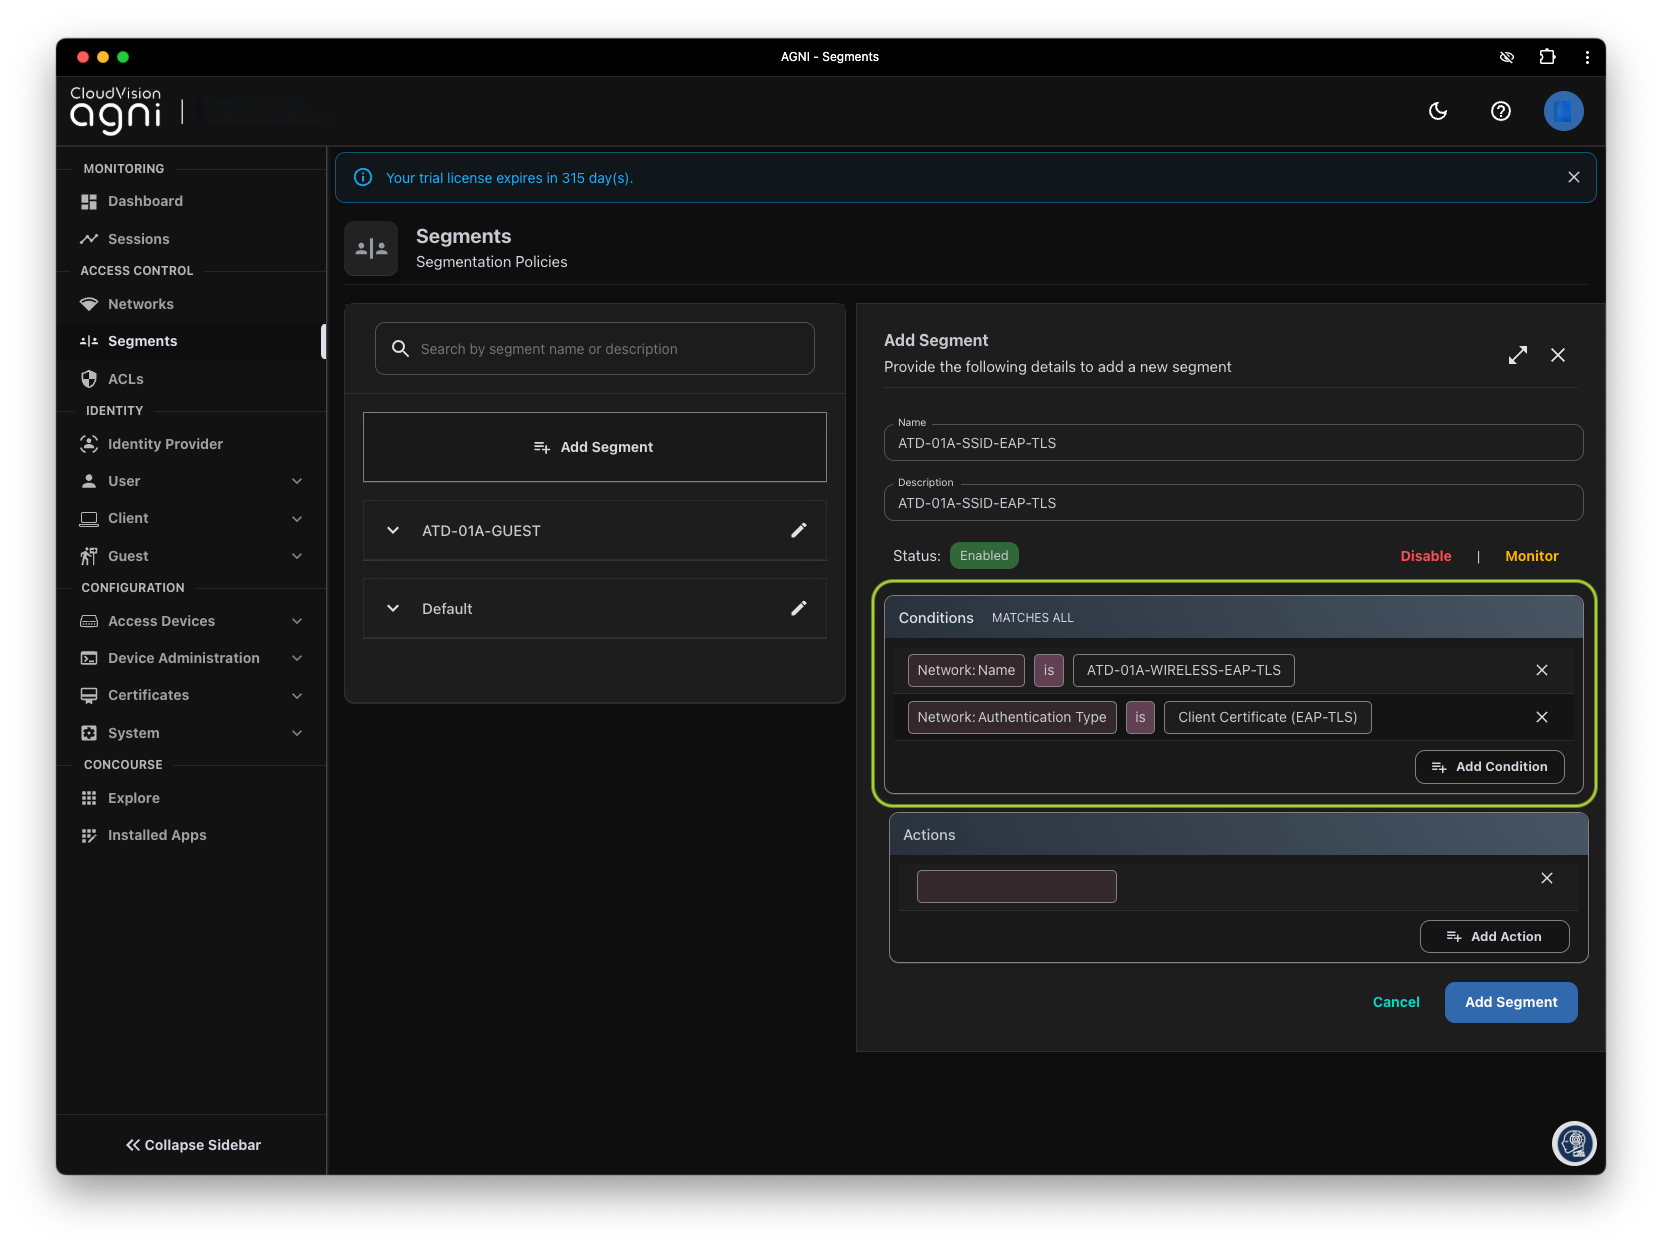 AGNI - Segments
CloudVision
agni
MONITORING
Dashboard
Sessions
ACCESS CONTROL
Networks
Segments
ACLs
IDENTITY
Identity Provider
User
Client
Guest
CONFIGURATION
Access Devices
Device Administration
Certificates
System
CONCOURSE
Explore
Installed Apps
Collapse Sidebar
Your trial license expires in 315 day(s).
Segments
Segmentation Policies
Search by segment name or description
Add Segment
ATD-01A-GUEST
Default
Add Segment
Provide the following details to add a new segment
Name
ATD-01A-SSID-EAP-TLS
Description
ATD-01A-SSID-EAP-TLS
Status: Enabled Disable | Monitor
Conditions MATCHES ALL
Network:Name is ATD-01A-WIRELESS-EAP-TLS
Network:Authentication Type is Client Certificate (EAP-TLS)
Add Condition
Actions
Add Action
Cancel Add Segment